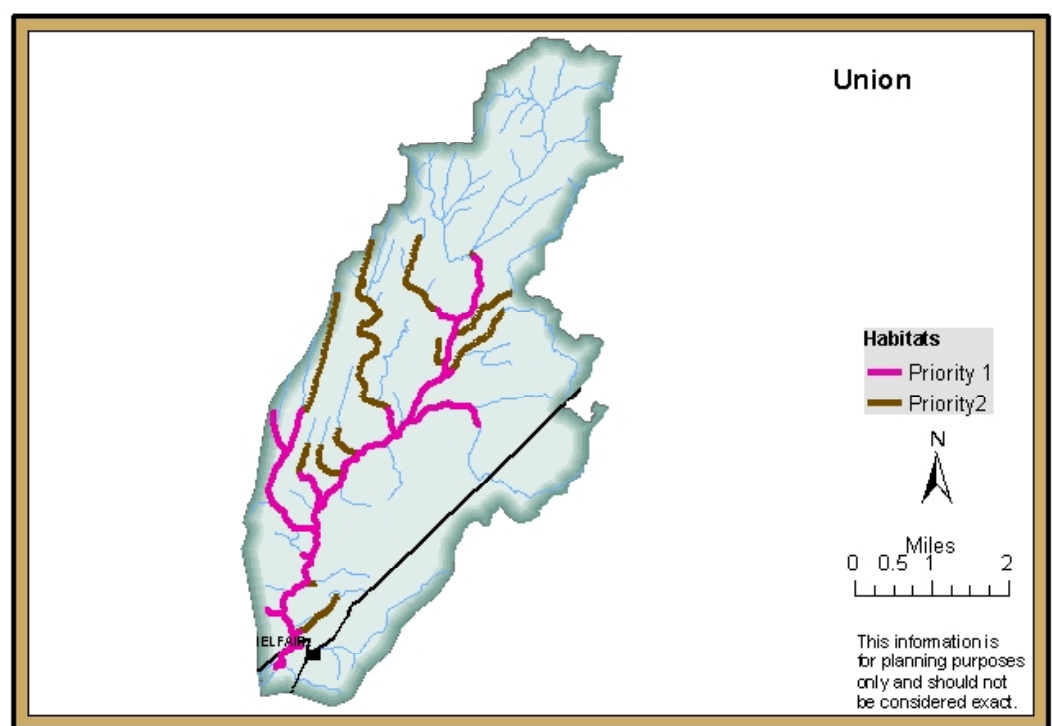 Union
Habitats
Priority 1
Priority2
N
Miles
0 0.5 1 2
This information is
for planning purposes
only and should not
be considered exact.